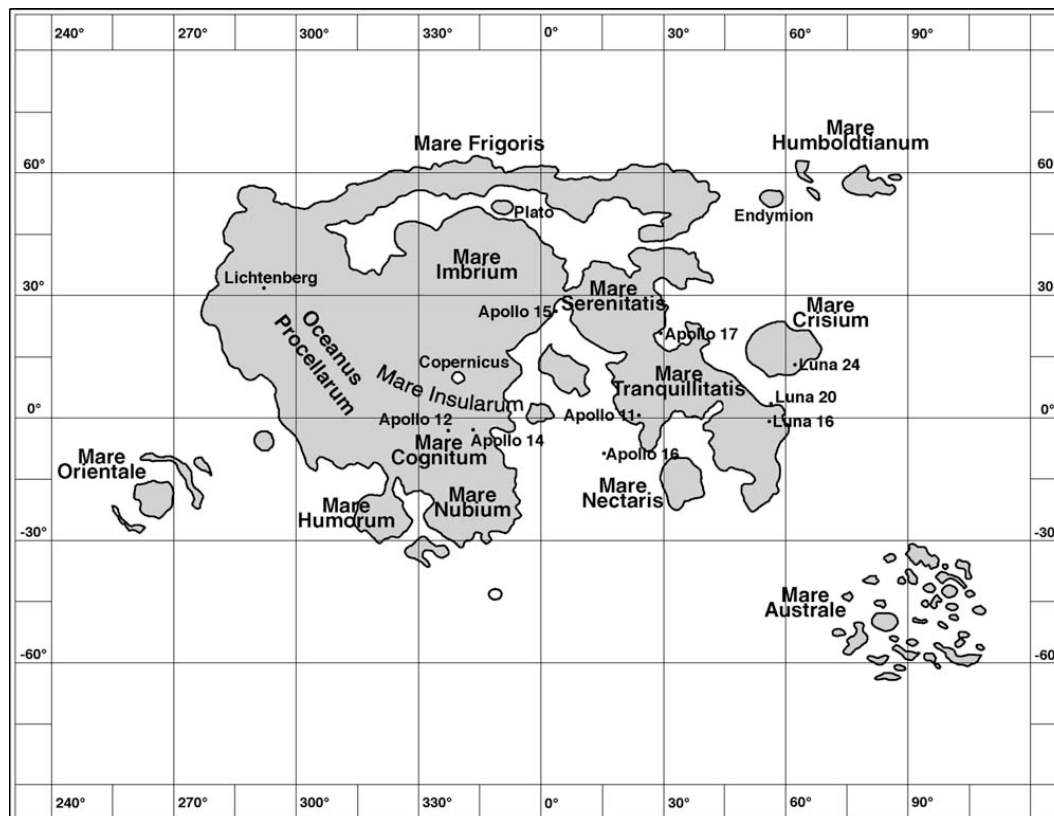 240°
270°
300°
330°
0°
30°
60°
90°
Mare
Humboldtianum
Mare Frigoris
60°
60°
Plato
Endymion
Mare
Imbrium
Lichtenberg
Mare
Serenitatis
30°
30°
Mare
Crisium
Apollo 15
Apollo 17
Oceanus
Procellarum
Copernicus
Luna 24
Mare
Tranquillitatis
Mare Insularum
Luna 20
0°
0°
Apollo 12
Apollo 11
Luna 16
Apollo 14
Mare
Cognitum
Apollo 16
Mare
Orientale
Mare
Nectaris
Mare
Humorum
Mare
Nubium
-30°
-30°
Mare
Australe
-60°
-60°
240°
270°
300°
330°
0°
30°
60°
90°